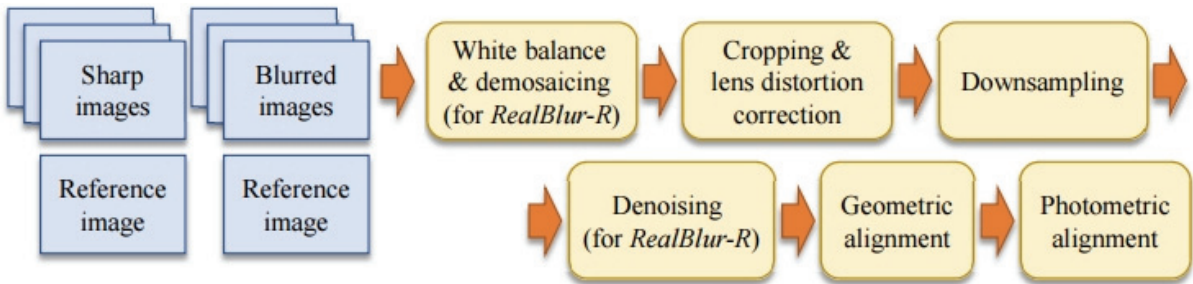 Sharp
images
Blurred
images
Reference
image
Reference
image
White balance
& demosaicing
(for RealBlur-R)
Cropping &
lens distortion
correction
Downsampling
Denoising
(for RealBlur-R)
Geometric
alignment
Photometric
alignment